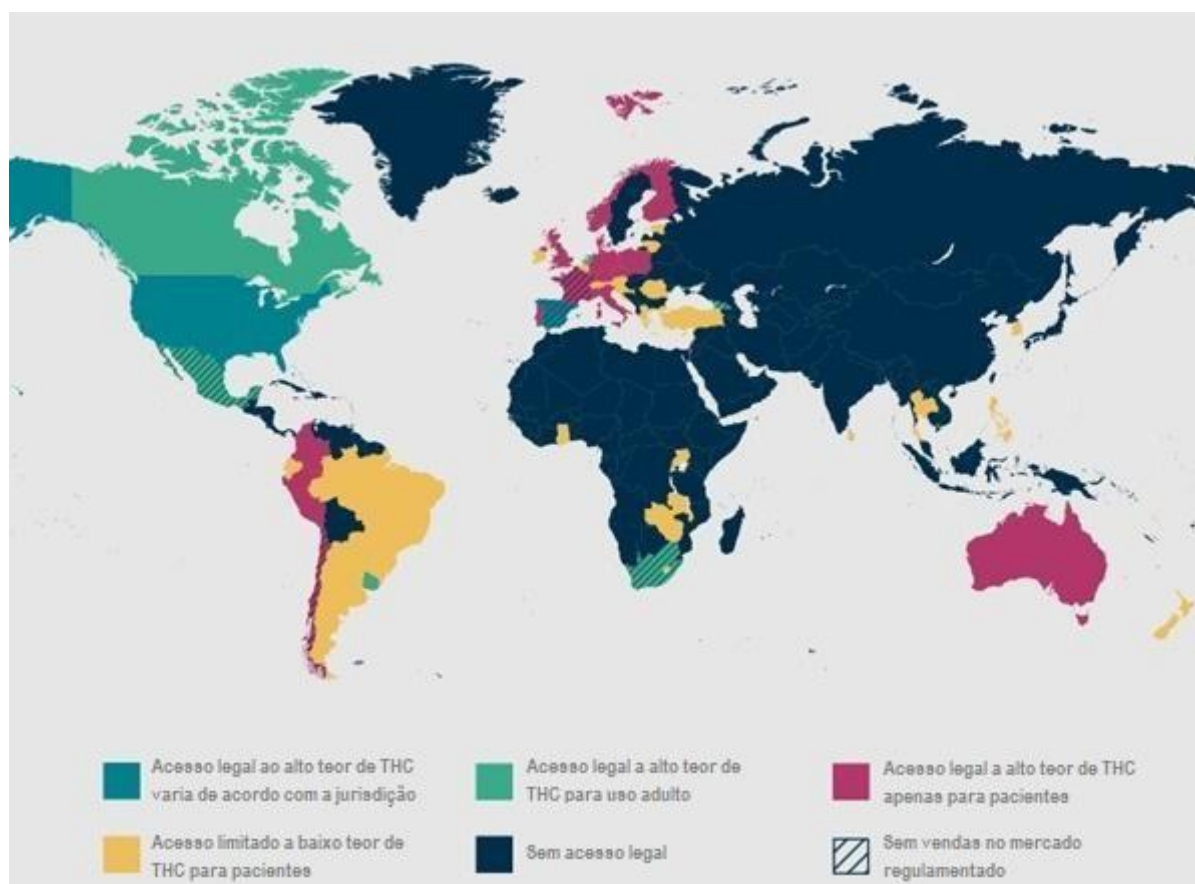 Acesso legal ao alto teor de THC
varia de acordo com a jurisdição
Acesso legal a alto teor de
THC para uso adulto
Acesso legal a alto teor de THC
apenas para pacientes
Acesso limitado a baixo teor de
THC para pacientes
Sem acesso legal
Sem vendas no mercado
regulamentado